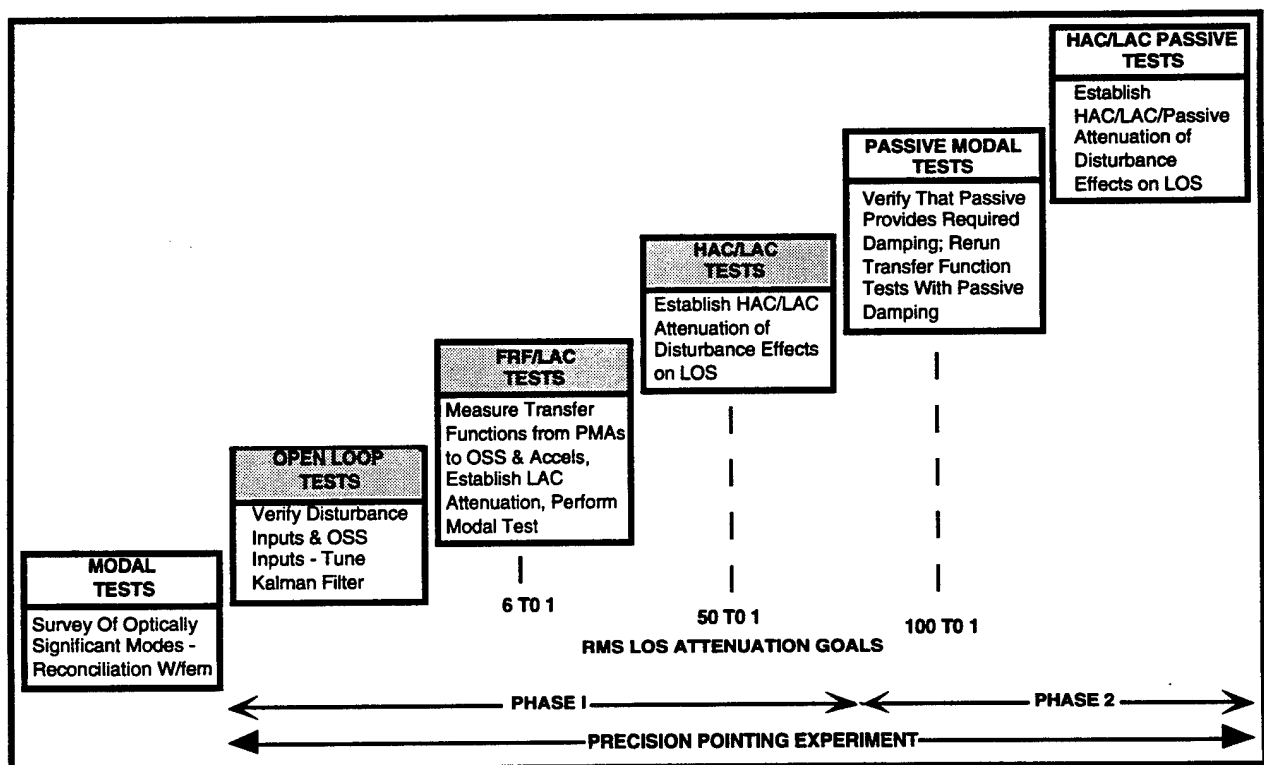 HAC/LAC PASSIVE
TESTS
Establish
HAC/LAC/Passive
Attenuation of
Disturbance
Effects on LOS
PASSIVE MODAL
TESTS
Verify That Passive
Provides Required
Damping; Rerun
Transfer Function
Tests With Passive
Damping
HAC/LAC
TESTS
Establish HAC/LAC
Attenuation of
Disturbance Effects
on LOS
FRF/LAC
TESTS
Measure Transfer
Functions from PMAs
to OSS & Accels,
Establish LAC
Attenuation, Perform
Modal Test
OPEN LOOP
TESTS
Verify Disturbance
Inputs & OSS
Inputs - Tune
Kalman Filter
MODAL
TESTS
Survey Of Optically
Significant Modes -
Reconciliation W/fem
6 T0 1
50 T0 1
100 T0 1
RMS LOS ATTENUATION GOALS
PHASE I
PHASE 2
PRECISION POINTING EXPERIMENT